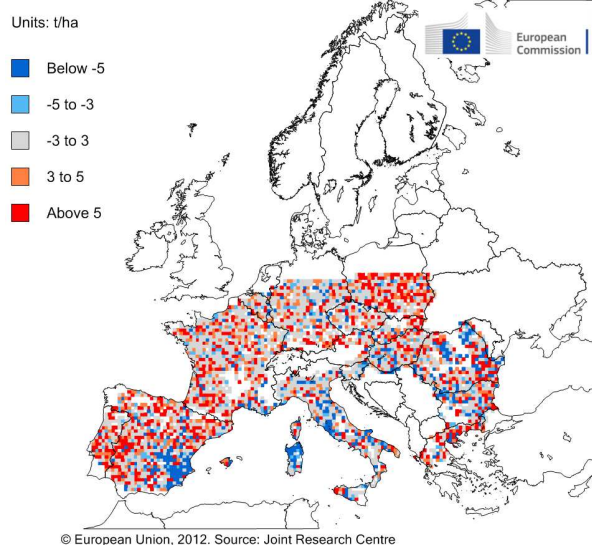 Units: t/ha
Below -5
-5 to -3
-3 to 3
3 to 5
Above 5
European
Commission
© European Union, 2012. Source: Joint Research Centre